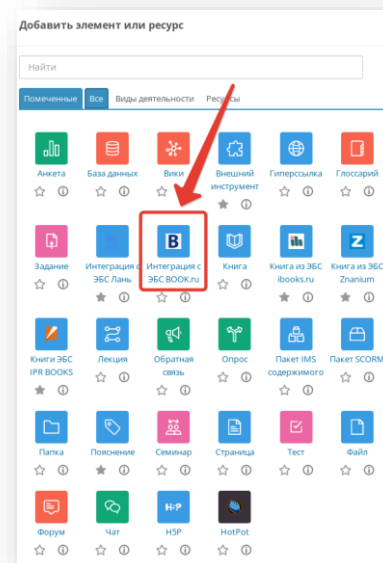 Добавить элемент или ресурс
Найти
Помеченные Все Виды деятельности Ресурсы
Анкета База данных Вики Внешний инструмент Гиперссылка Глоссарий
Задание Интеграция с ЭБС Лань Интеграция с ЭБС BOOK.ru Книга Книга из ЭБС ibooks.ru Книга из ЭБС Znanium
Книги ЭБС IPR BOOKS Лекция Обратная связь Опрос Пакет IMS содержимого Пакет SCORM
Папка Пояснение Семинар Страница Тест Файл
H-P
Форум Чат H5P HotPot